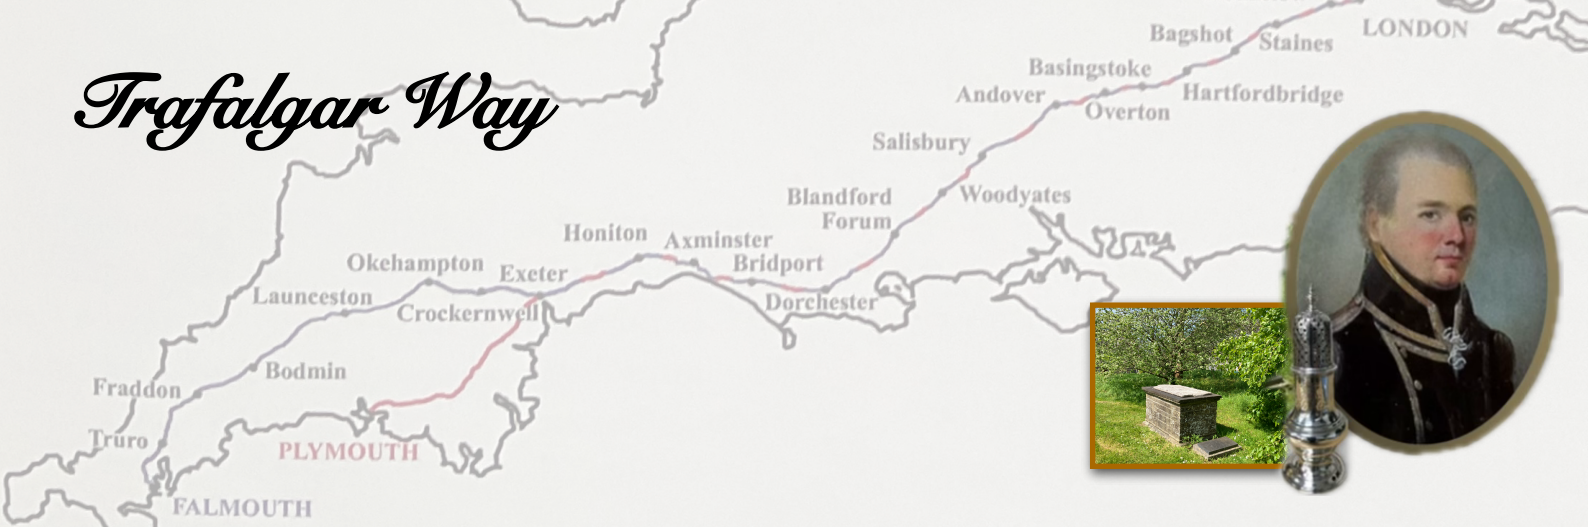 Trafalgar Way
LONDON
Bagshot
Staines
Basingstoke
Hartfordbridge
Andover
Overton
Salisbury
Woodyates
Blandford
Forum
Honiton
Axminster
Bridport
Dorchester
Okehampton
Exeter
Launceston
Crockernwell
Bodmin
Fraddon
Truro
PLYMOUTH
FALMOUTH